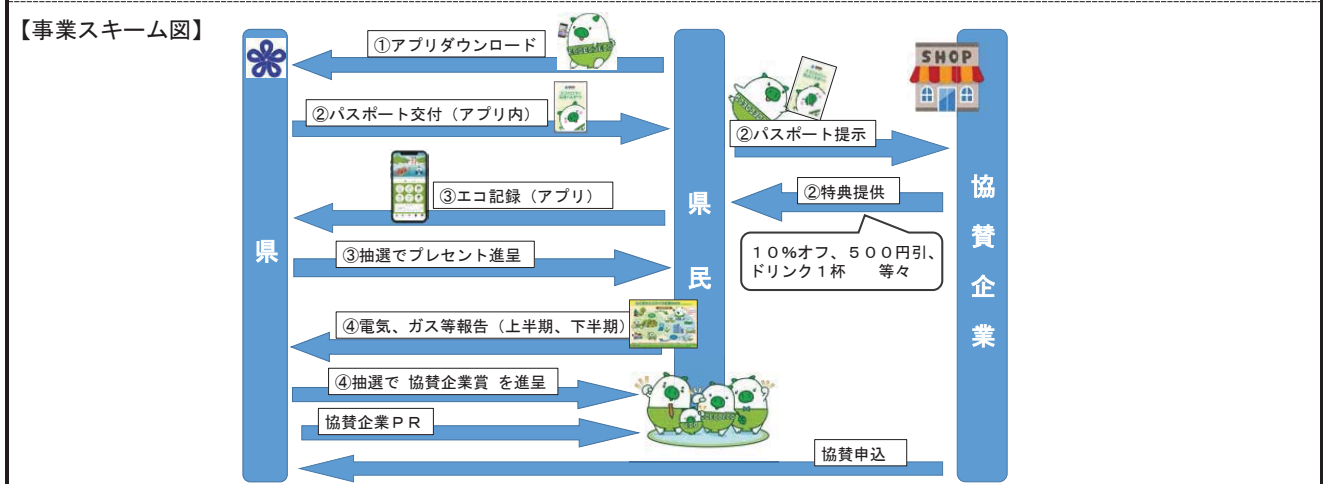 【事業スキーム図】
①アプリダウンロード
SHOP
②パスポート交付（アプリ内）
②パスポート提示
③エコ記録（アプリ）
②特典提供
１０%オフ、５００円引、
ドリンク１杯　　等々
③抽選でプレゼント進呈
④電気、ガス等報告（上半期、下半期）
④抽選で 協賛企業賞 を進呈
協賛企業ＰＲ
協賛申込
県
県民
協賛企業